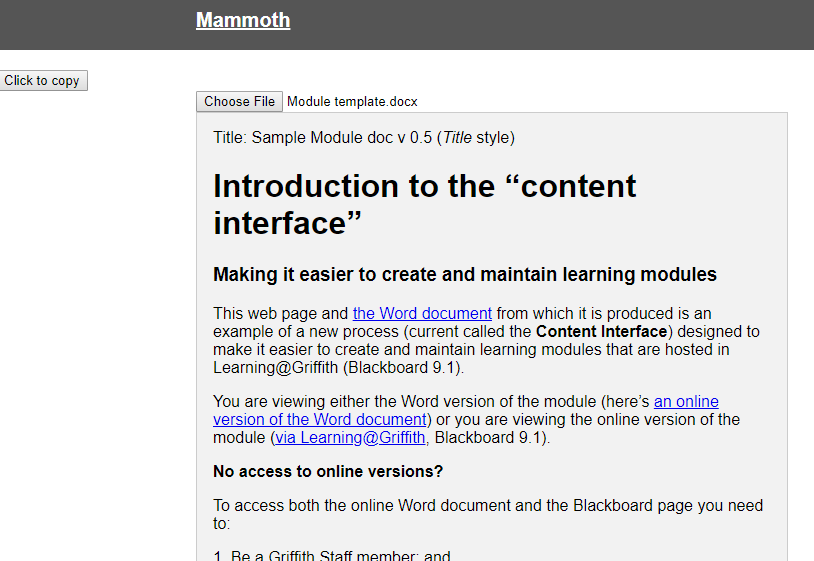 Mammoth
Click to copy
Choose File Module template.docx
Title: Sample Module doc v 0.5 (Title style)
Introduction to the “content
interface”
Making it easier to create and maintain learning modules
This web page and the Word document from which it is produced is an
example of a new process (current called the Content Interface) designed to
make it easier to create and maintain learning modules that are hosted in
Learning@Griffith (Blackboard 9.1).
You are viewing either the Word version of the module (here’s an online
version of the Word document) or you are viewing the online version of the
module (via Learning@Griffith, Blackboard 9.1).
No access to online versions?
To access both the online Word document and the Blackboard page you need
to:
1. Be a Griffith Staff member; and